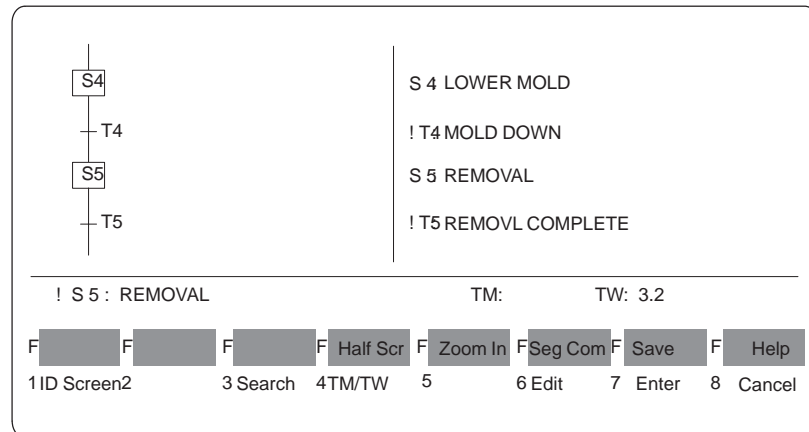 S4 S 4 LOWER MOLD
T4 ! T4 MOLD DOWN
S5 S 5 REMOVAL
T5 ! T5 REMOVL COMPLETE
! S 5 : REMOVAL TM: TW: 3.2
F F F F Half Scr F Zoom In F Seg Com F Save F Help
1 ID Screen 2 3 Search 4 TM/TW 5 6 Edit 7 Enter 8 Cancel